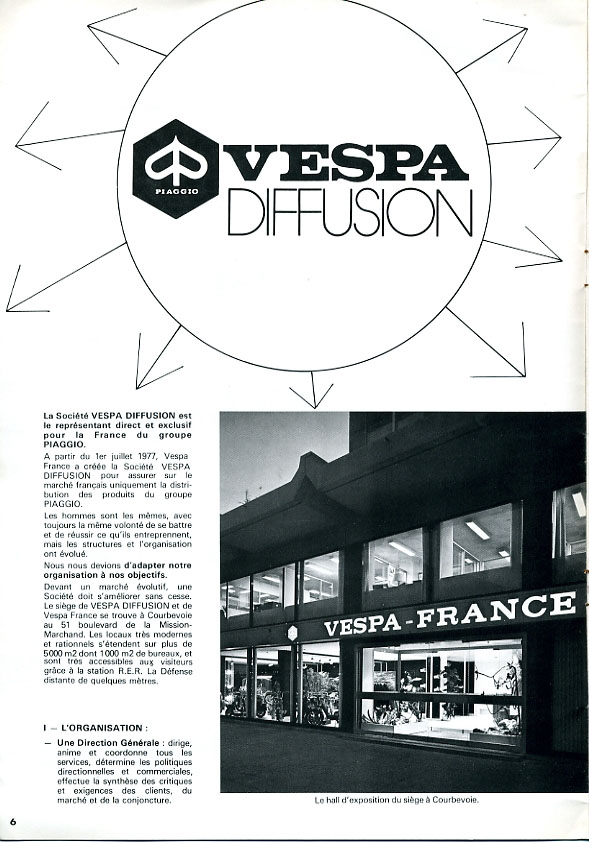 PIAGGIO
VESPA
DIFFUSION
La Société VESPA DIFFUSION est
le représentant direct et exclusif
pour la France du groupe
PIAGGIO.
A partir du 1er juillet 1977, Vespa
France a créée la Société VESPA
DIFFUSION pour assurer sur le
marché français uniquement la distri-
bution des produits du groupe
PIAGGIO.
Les hommes sont les mêmes, avec
toujours la même volonté de se battre
et de réussir ce qu'ils entreprennent,
mais les structures et l'organisation
ont évolué.
Nous nous devions d'adapter notre
organisation à nos objectifs.
Devant un marché évolutif, une
Société doit s'améliorer sans cesse.
Le siège de VESPA DIFFUSION et de
Vespa France se trouve à Courbevoie
au 51 boulevard de la Mission-
Marchand. Les locaux très modernes
et rationnels s'étendent sur plus de
5000 m2 dont 1000 m2 de bureaux, et
sont très accessibles aux visiteurs
grâce à la station R.E.R. La Défense
distante de quelques mètres.
I — L'ORGANISATION :
— Une Direction Générale : dirige,
anime et coordonne tous les
services, détermine les politiques
directionnelles et commerciales,
effectue la synthèse des critiques
et exigences des clients, du
marché et de la conjoncture.
VESPA-FRANCE
Le hall d'exposition du siège à Courbevoie.
6